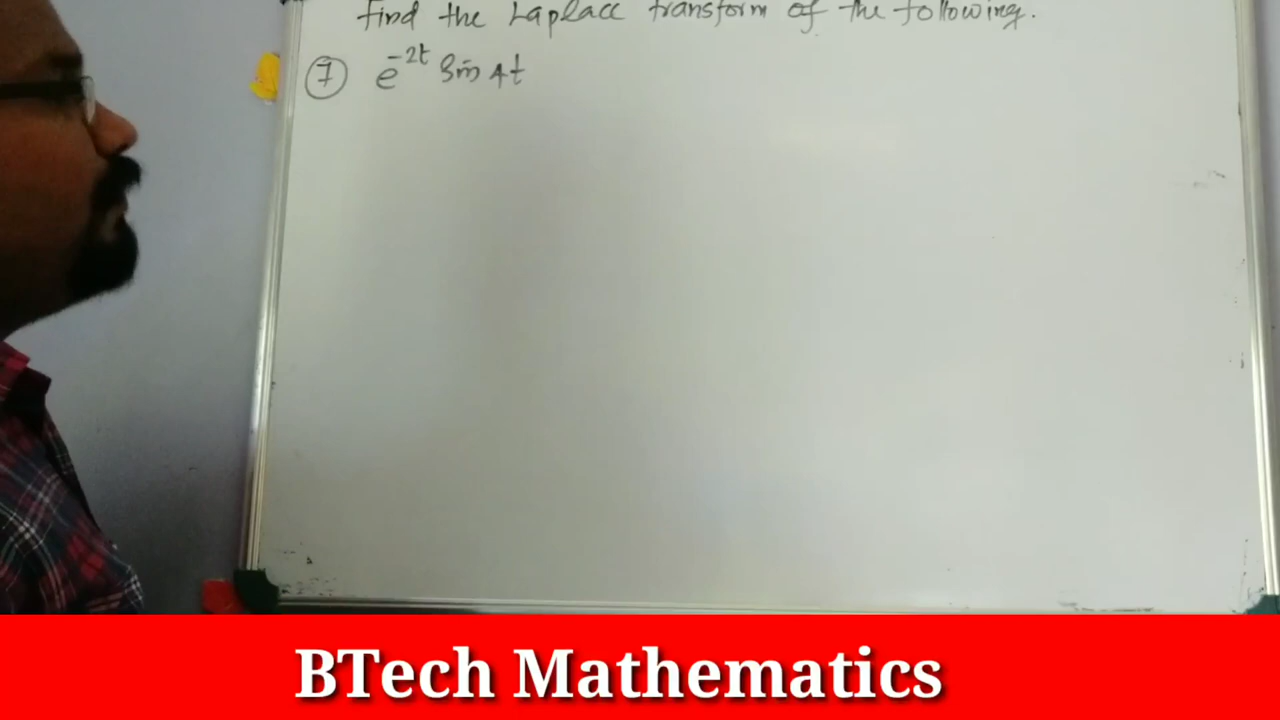 Find the Laplace transform of the following.
⑦ e^{-2t} Sin 4t
BTech Mathematics